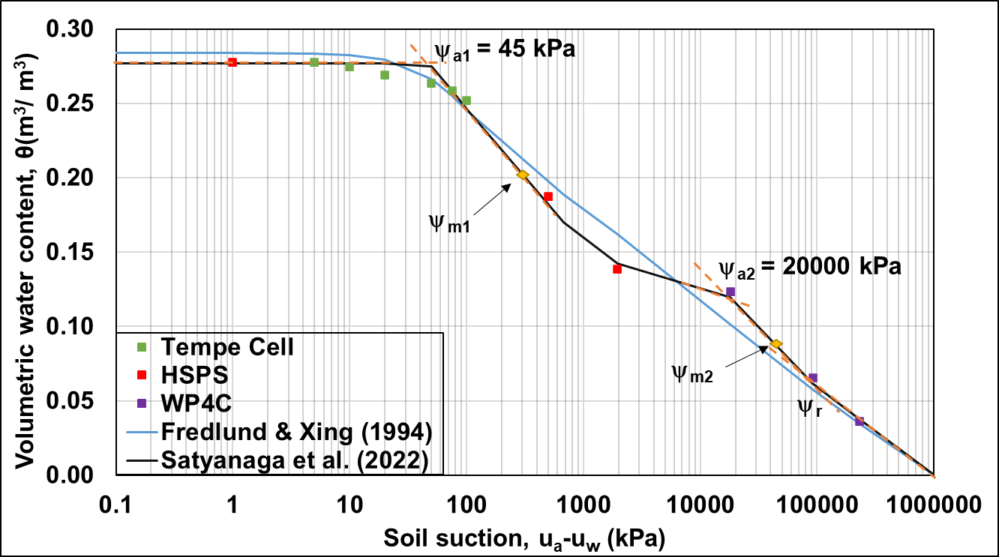 0.30
0.25
0.20
0.15
0.10
0.05
0.00
Volumetric water content, θ(m³/ m³)
ψa1 = 45 kPa
ψm1
ψa2 = 20000 kPa
ψm2
ψr
Tempe Cell
HSPS
WP4C
Fredlund & Xing (1994)
Satyanaga et al. (2022)
0.1 1 10 100 1000 10000 100000 1000000
Soil suction, ua-uw (kPa)